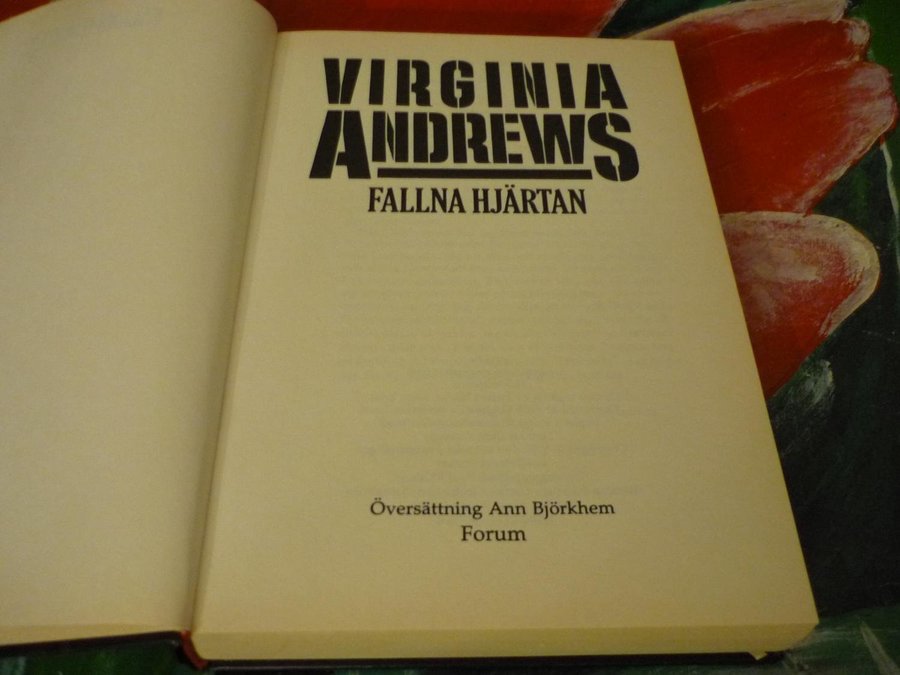 VIRGINIA
ANDREWS
FALLNA HJÄRTAN
Översättning Ann Björkhem
Forum